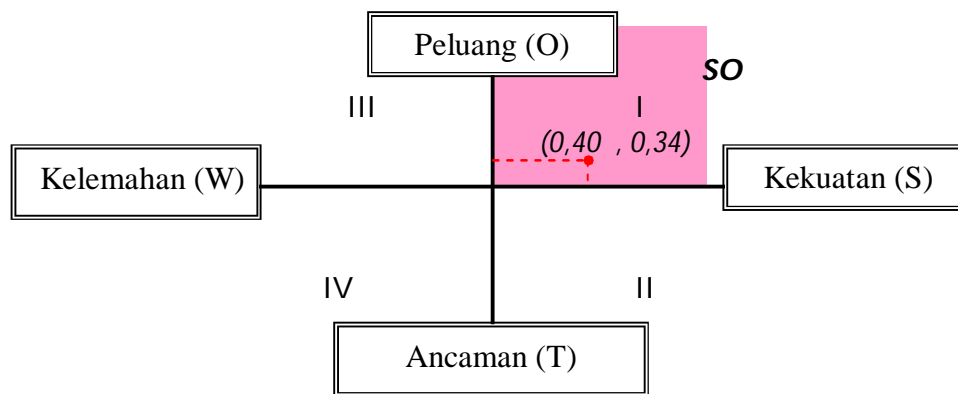 Peluang (O)
SO
III
I
(0,40 , 0,34)
Kelemahan (W)
Kekuatan (S)
IV
II
Ancaman (T)